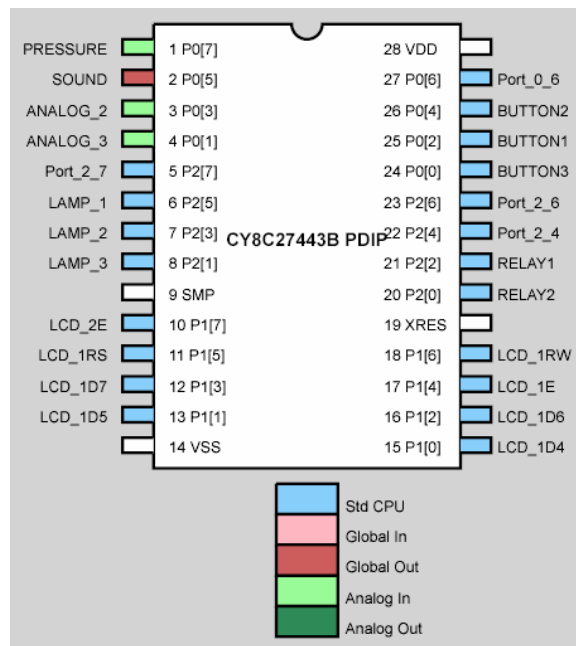 PRESSURE 1 P0[7] 28 VDD
SOUND 2 P0[5] 27 P0[6] Port_0_6
ANALOG_2 3 P0[3] 26 P0[4] BUTTON2
ANALOG_3 4 P0[1] 25 P0[2] BUTTON1
Port_2_7 5 P2[7] 24 P0[0] BUTTON3
LAMP_1 6 P2[5] 23 P2[6] Port_2_6
LAMP_2 7 P2[3] CY8C27443B PDIP 22 P2[4] Port_2_4
LAMP_3 8 P2[1] 21 P2[2] RELAY1
9 SMP 20 P2[0] RELAY2
LCD_2E 10 P1[7] 19 XRES
LCD_1RS 11 P1[5] 18 P1[6] LCD_1RW
LCD_1D7 12 P1[3] 17 P1[4] LCD_1E
LCD_1D5 13 P1[1] 16 P1[2] LCD_1D6
14 VSS 15 P1[0] LCD_1D4
Std CPU
Global In
Global Out
Analog In
Analog Out